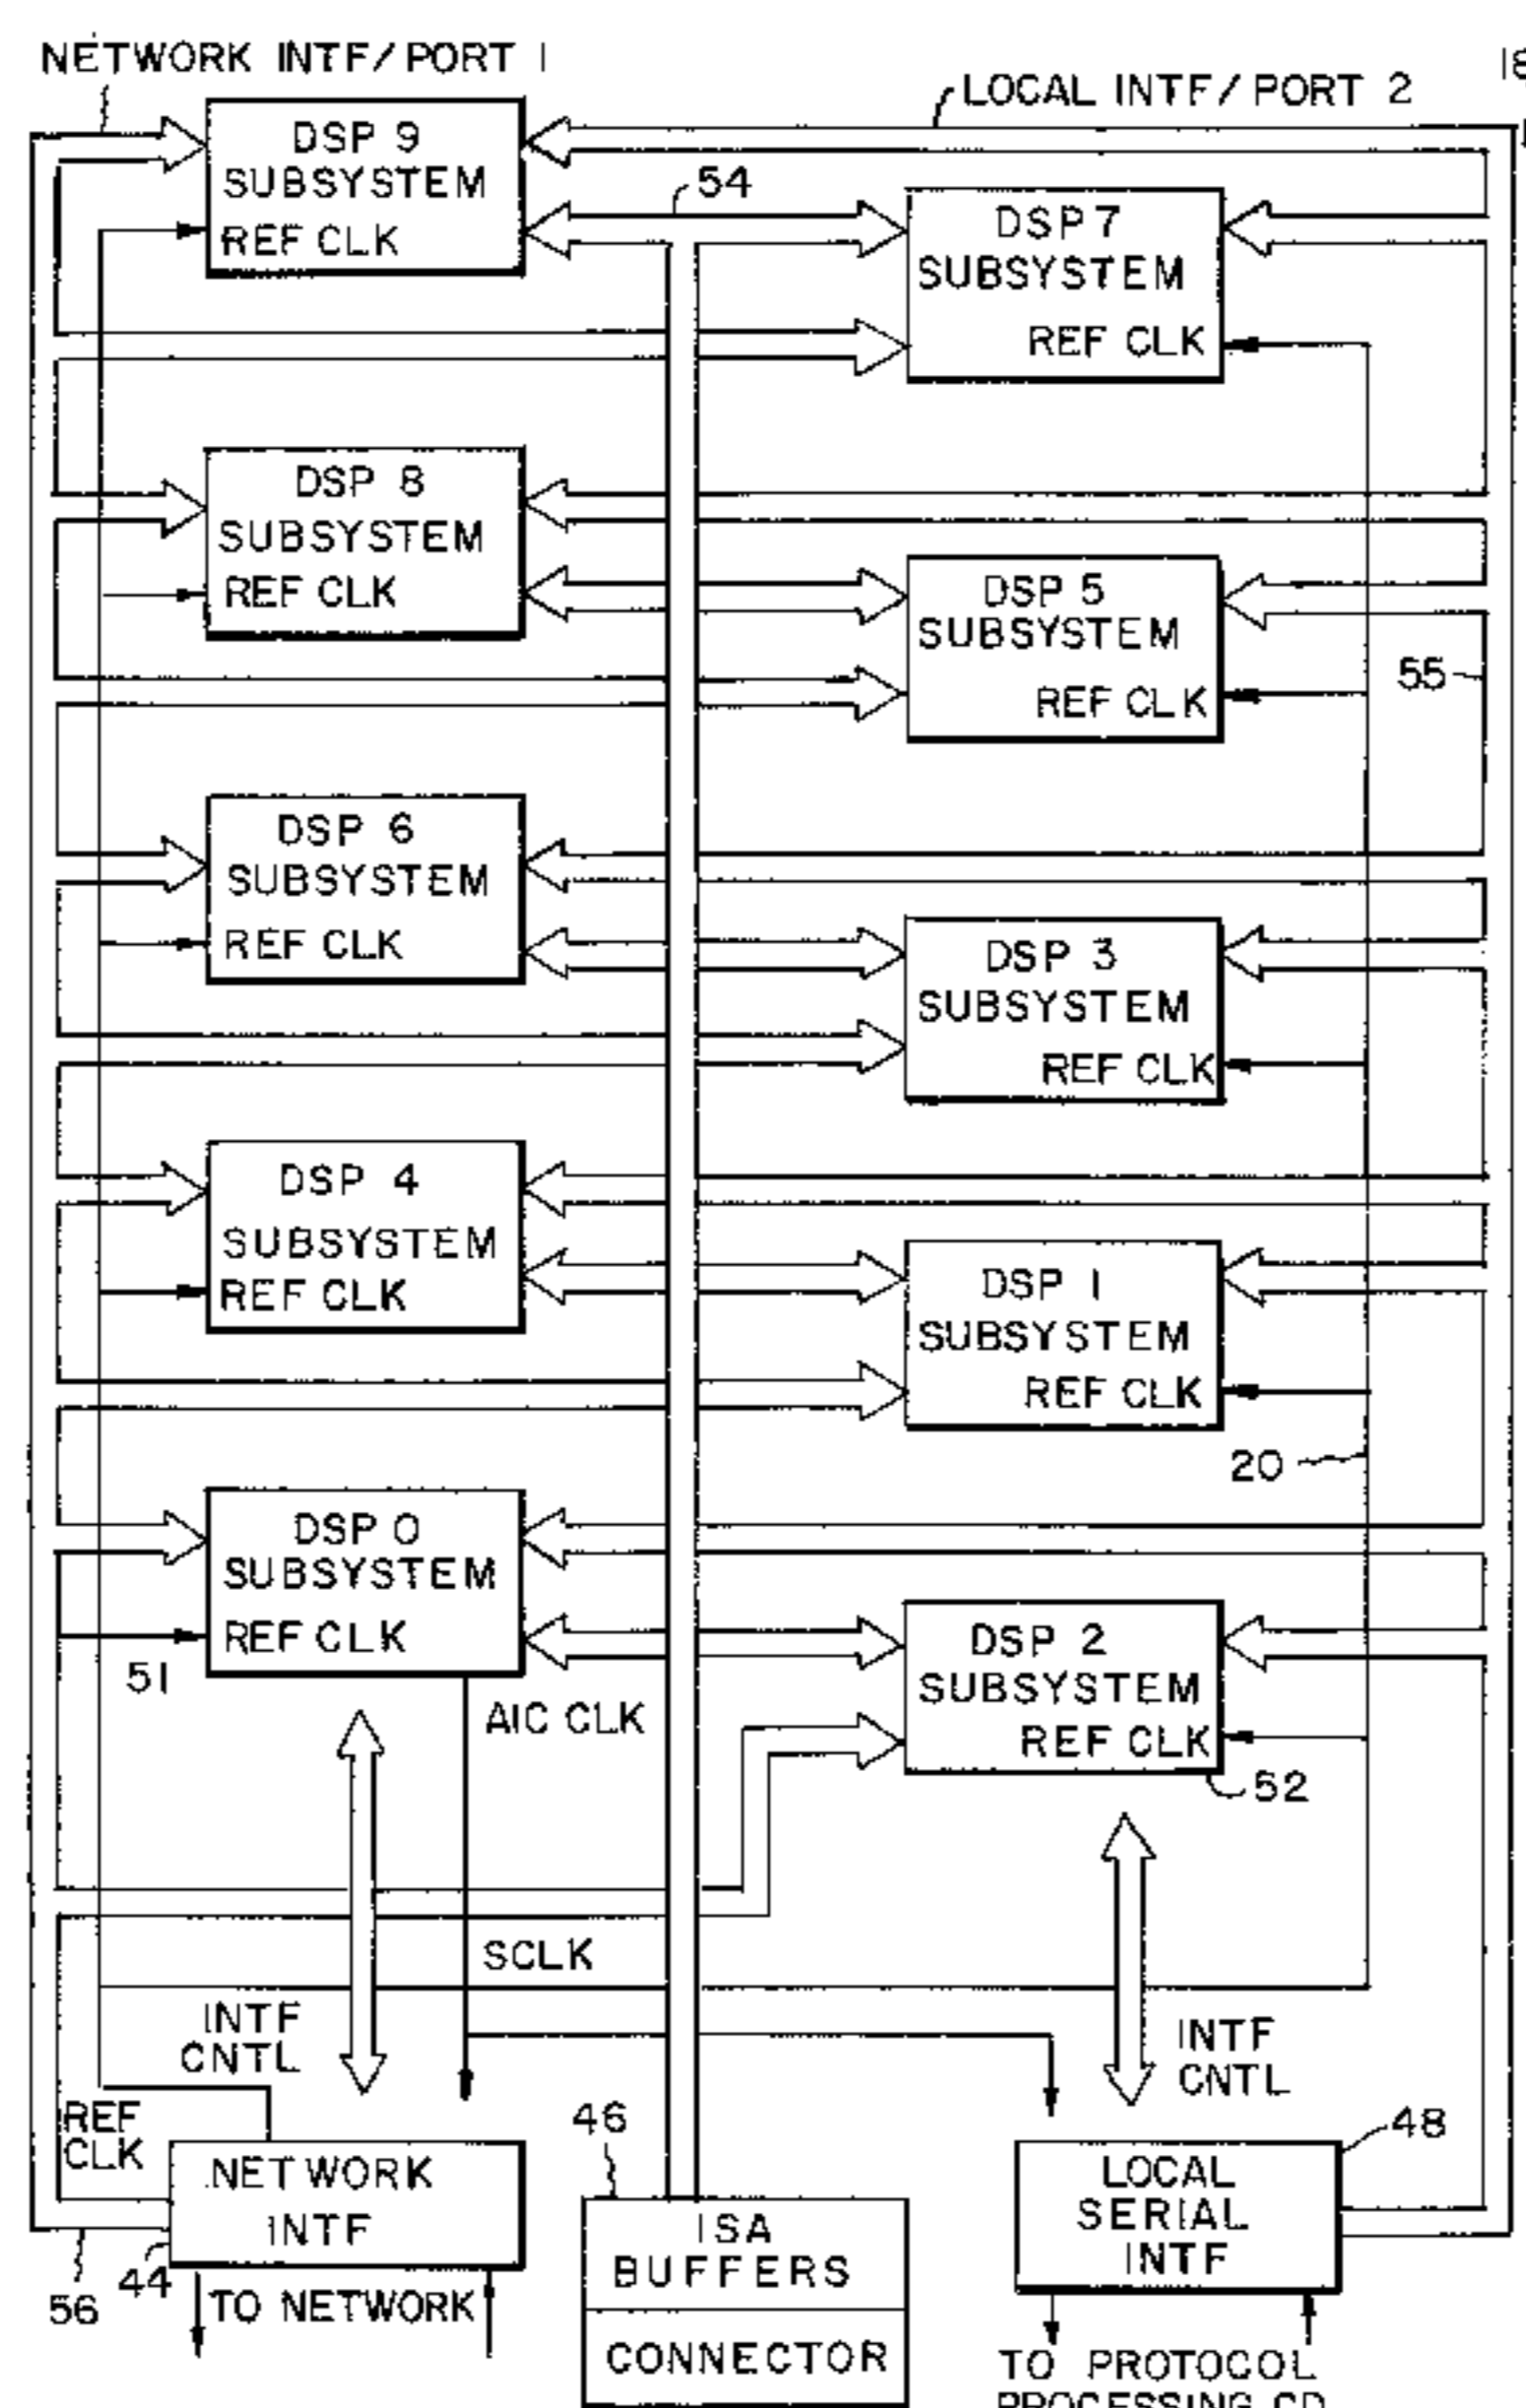 NETWORK INTF/PORT 1
LOCAL INTF/PORT 2
18
DSP 9
SUBSYSTEM
REF CLK
54
DSP 7
SUBSYSTEM
REF CLK
DSP 8
SUBSYSTEM
REF CLK
DSP 5
SUBSYSTEM
REF CLK
55
DSP 6
SUBSYSTEM
REF CLK
DSP 3
SUBSYSTEM
REF CLK
DSP 4
SUBSYSTEM
REF CLK
DSP 1
SUBSYSTEM
REF CLK
20
DSP 0
SUBSYSTEM
REF CLK
51
AIC CLK
DSP 2
SUBSYSTEM
REF CLK
52
SCLK
INTF
CNTL
INTF
CNTL
REF
CLK
NETWORK
INTF
44
56
TO NETWORK
46
ISA
BUFFERS
CONNECTOR
48
LOCAL
SERIAL
INTF
TO PROTOCOL
PROCESSING CD